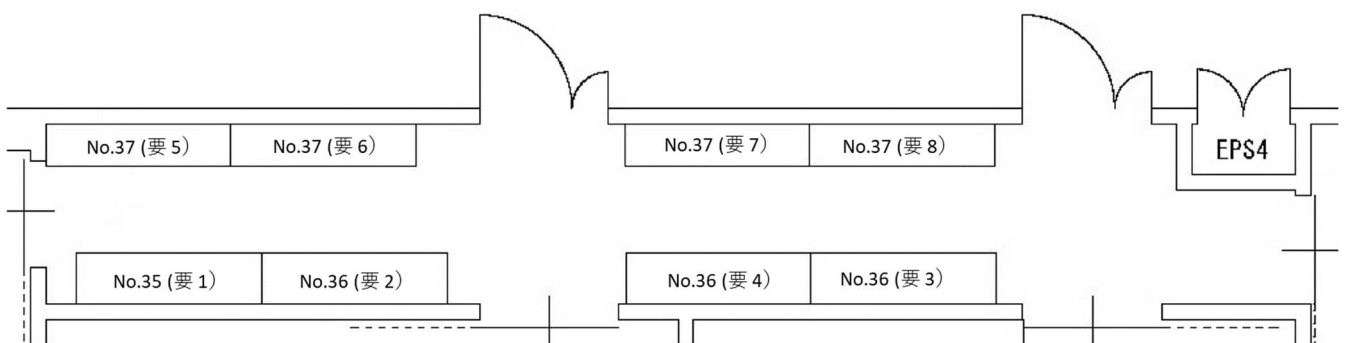 No.37 (要 5）
No.37 (要 6）
No.37 (要 7）
No.37 (要 8）
EPS4
No.35 (要 1）
No.36 (要 2）
No.36 (要 4）
No.36 (要 3）